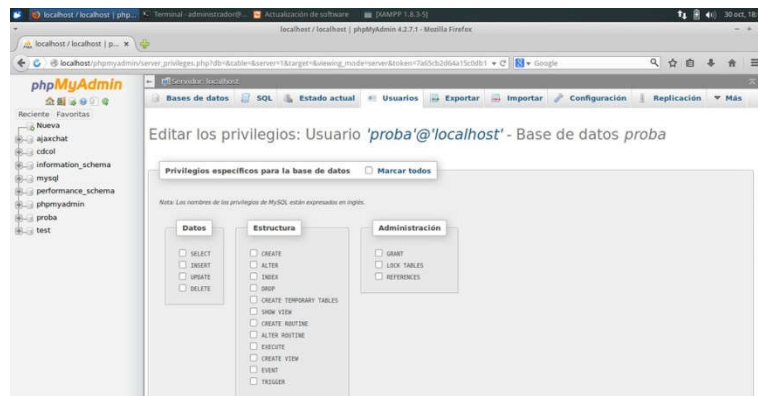 localhost / localhost | php...
Terminal - administrador@...
Actualización de software
[XAMPP 1.8.3-5]
30 oct, 18:
localhost / localhost | phpMyAdmin 4.2.7.1 - Mozilla Firefox
localhost / localhost | p...
localhost/phpmyadmin/server_privileges.php?db=&table=&server=1&target=&viewing_mode=server&token=
Google
phpMyAdmin
Reciente Favoritas
Nueva
ajaxchat
cdcol
information_schema
mysql
performance_schema
phpmyadmin
proba
test
Servidor: localhost
Bases de datos
SQL
Estado actual
Usuarios
Exportar
Importar
Configuración
Replicación
Más
Editar los privilegios: Usuario 'proba'@'localhost' - Base de datos proba
Privilegios específicos para la base de datos
Marcar todos
Nota: Los nombres de los privilegios de MySQL están expresados en inglés.
Datos
SELECT
INSERT
UPDATE
DELETE
Estructura
CREATE
ALTER
INDEX
DROP
CREATE TEMPORARY TABLES
SHOW VIEW
CREATE ROUTINE
ALTER ROUTINE
EXECUTE
CREATE VIEW
EVENT
TRIGGER
Administración
GRANT
LOCK TABLES
REFERENCES